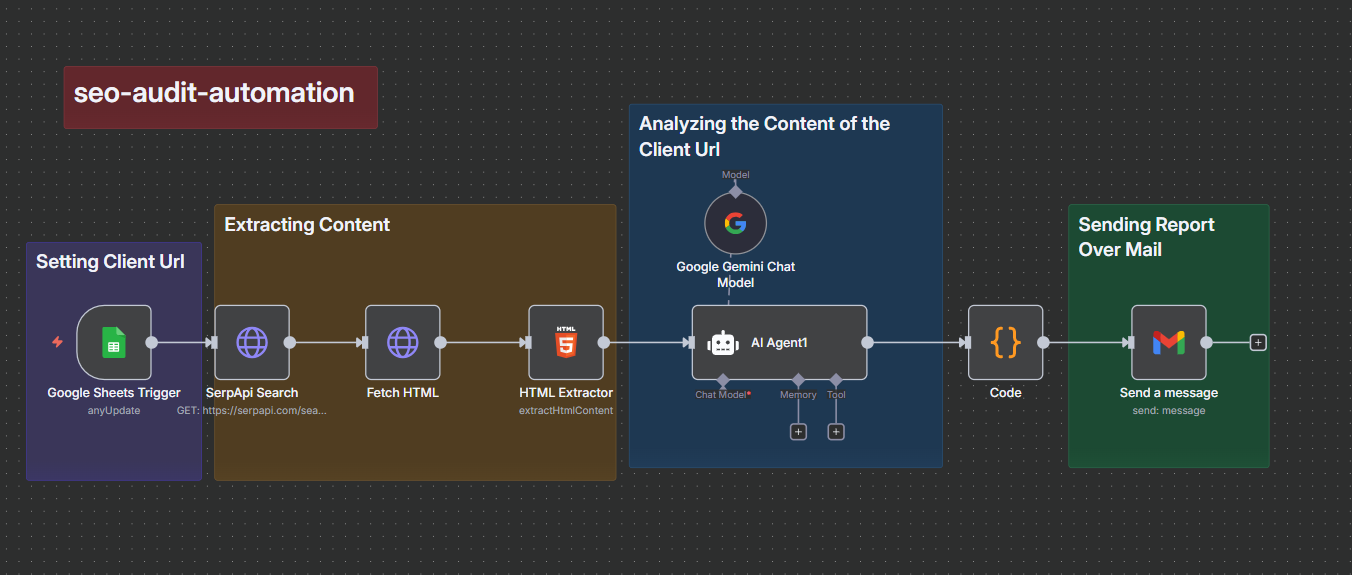 seo-audit-automation
Analyzing the Content of the
Client Url
Model
Extracting Content
Sending Report
Over Mail
Setting Client Url
Google Gemini Chat
Model
HTML
5
AI Agent1
{}
Google Sheets Trigger
anyUpdate
SerpApi Search
GET: https://serpapi.com/sea...
Fetch HTML
HTML Extractor
extractHtmlContent
Chat Model*
Memory
Tool
Code
Send a message
send: message